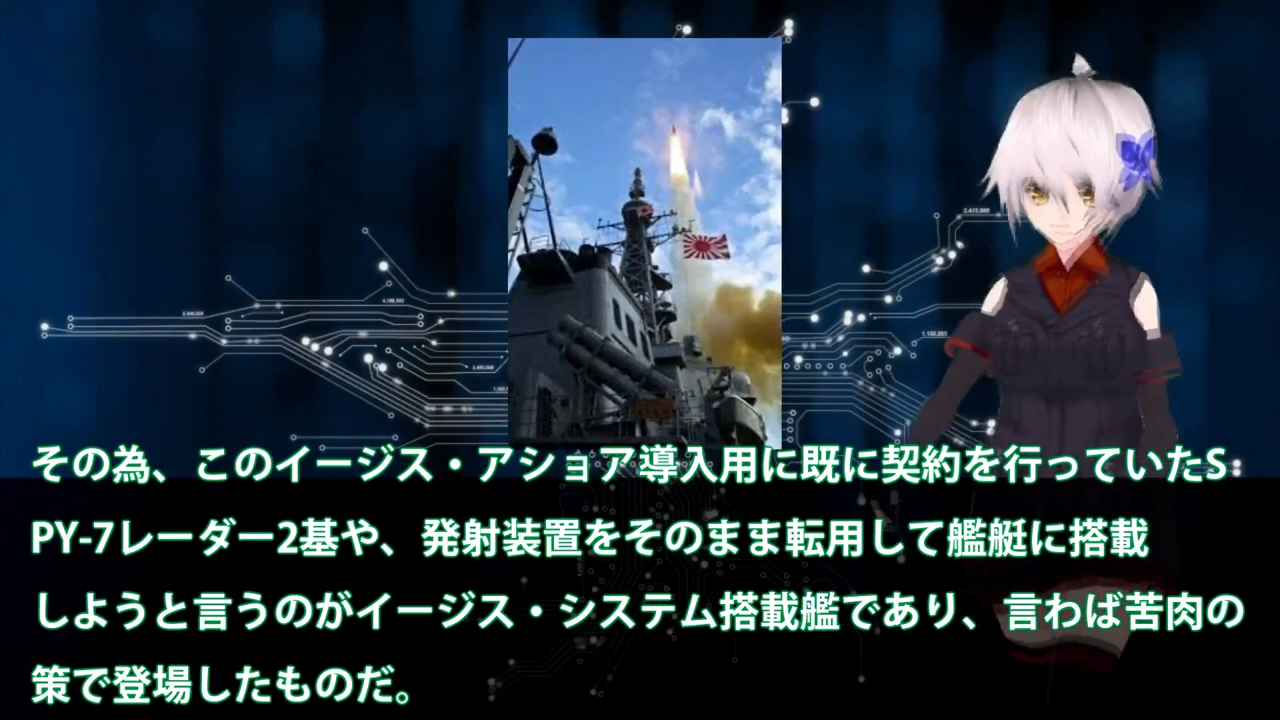 その為、このイージス・アショア導入用に既に契約を行っていたS
PY-7レーダー2基や、発射装置をそのまま転用して艦艇に搭載
しようと言うのがイージス・システム搭載艦であり、言わば苦肉の
策で登場したものだ。